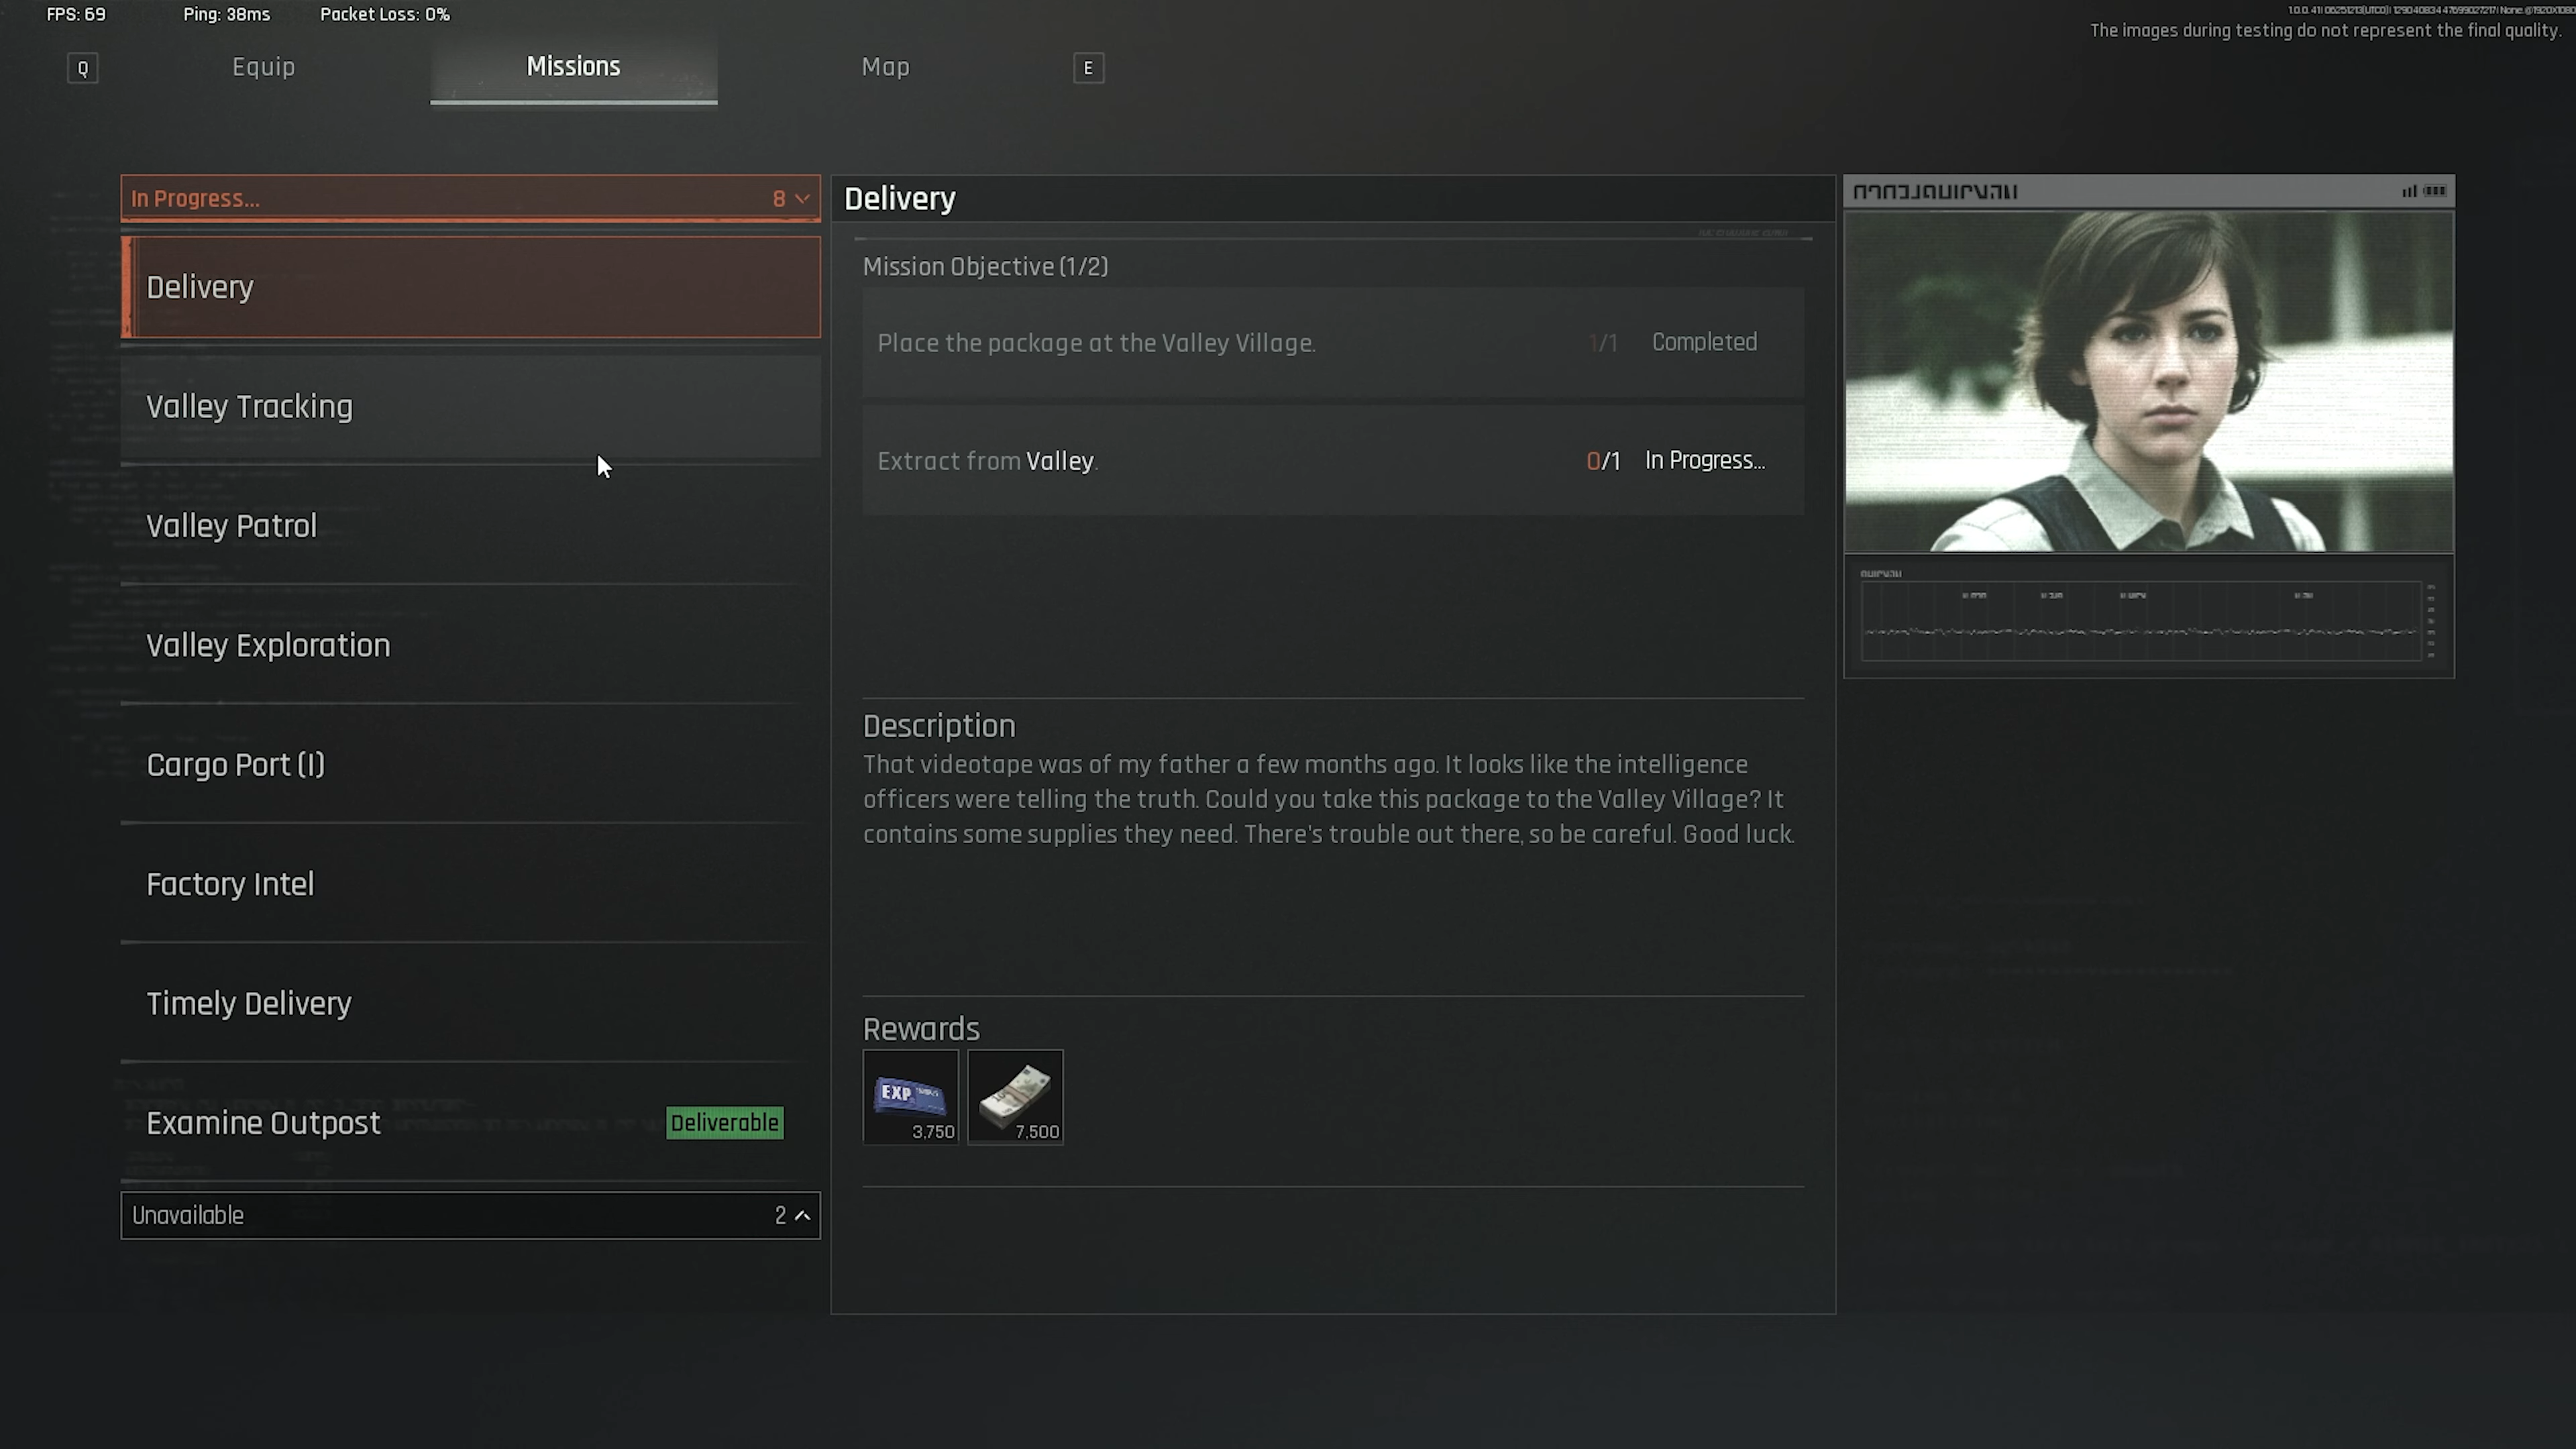 FPS: 69 Ping: 38ms Packet Loss: 0%
The images during testing do not represent the final quality.
Q Equip Missions Map E
In Progress... 8
Delivery
Valley Tracking
Valley Patrol
Valley Exploration
Cargo Port (I)
Factory Intel
Timely Delivery
Examine Outpost Deliverable
Unavailable 2
Delivery
Mission Objective (1/2)
Place the package at the Valley Village. 1/1 Completed
Extract from Valley. 0/1 In Progress...
Description
That videotape was of my father a few months ago. It looks like the intelligence
officers were telling the truth. Could you take this package to the Valley Village? It
contains some supplies they need. There's trouble out there, so be careful. Good luck.
Rewards
EXP
3,750 7,500